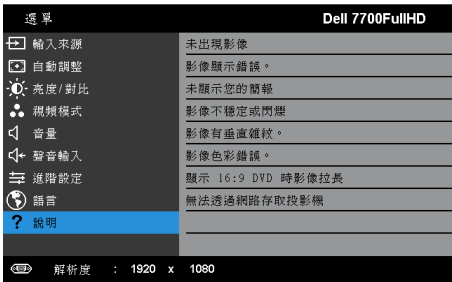 選單 Dell 7700FullHD
輸入來源 未出現影像
自動調整 影像顯示錯誤。
亮度/對比 未顯示您的簡報
視頻模式 影像不穩定或閃爍
音量 影像有垂直雜紋。
聲音輸入 影像色彩錯誤。
進階設定 顯示 16:9 DVD 時影像拉長
語言 無法透過網路存取投影機
? 說明
解析度 : 1920 x 1080